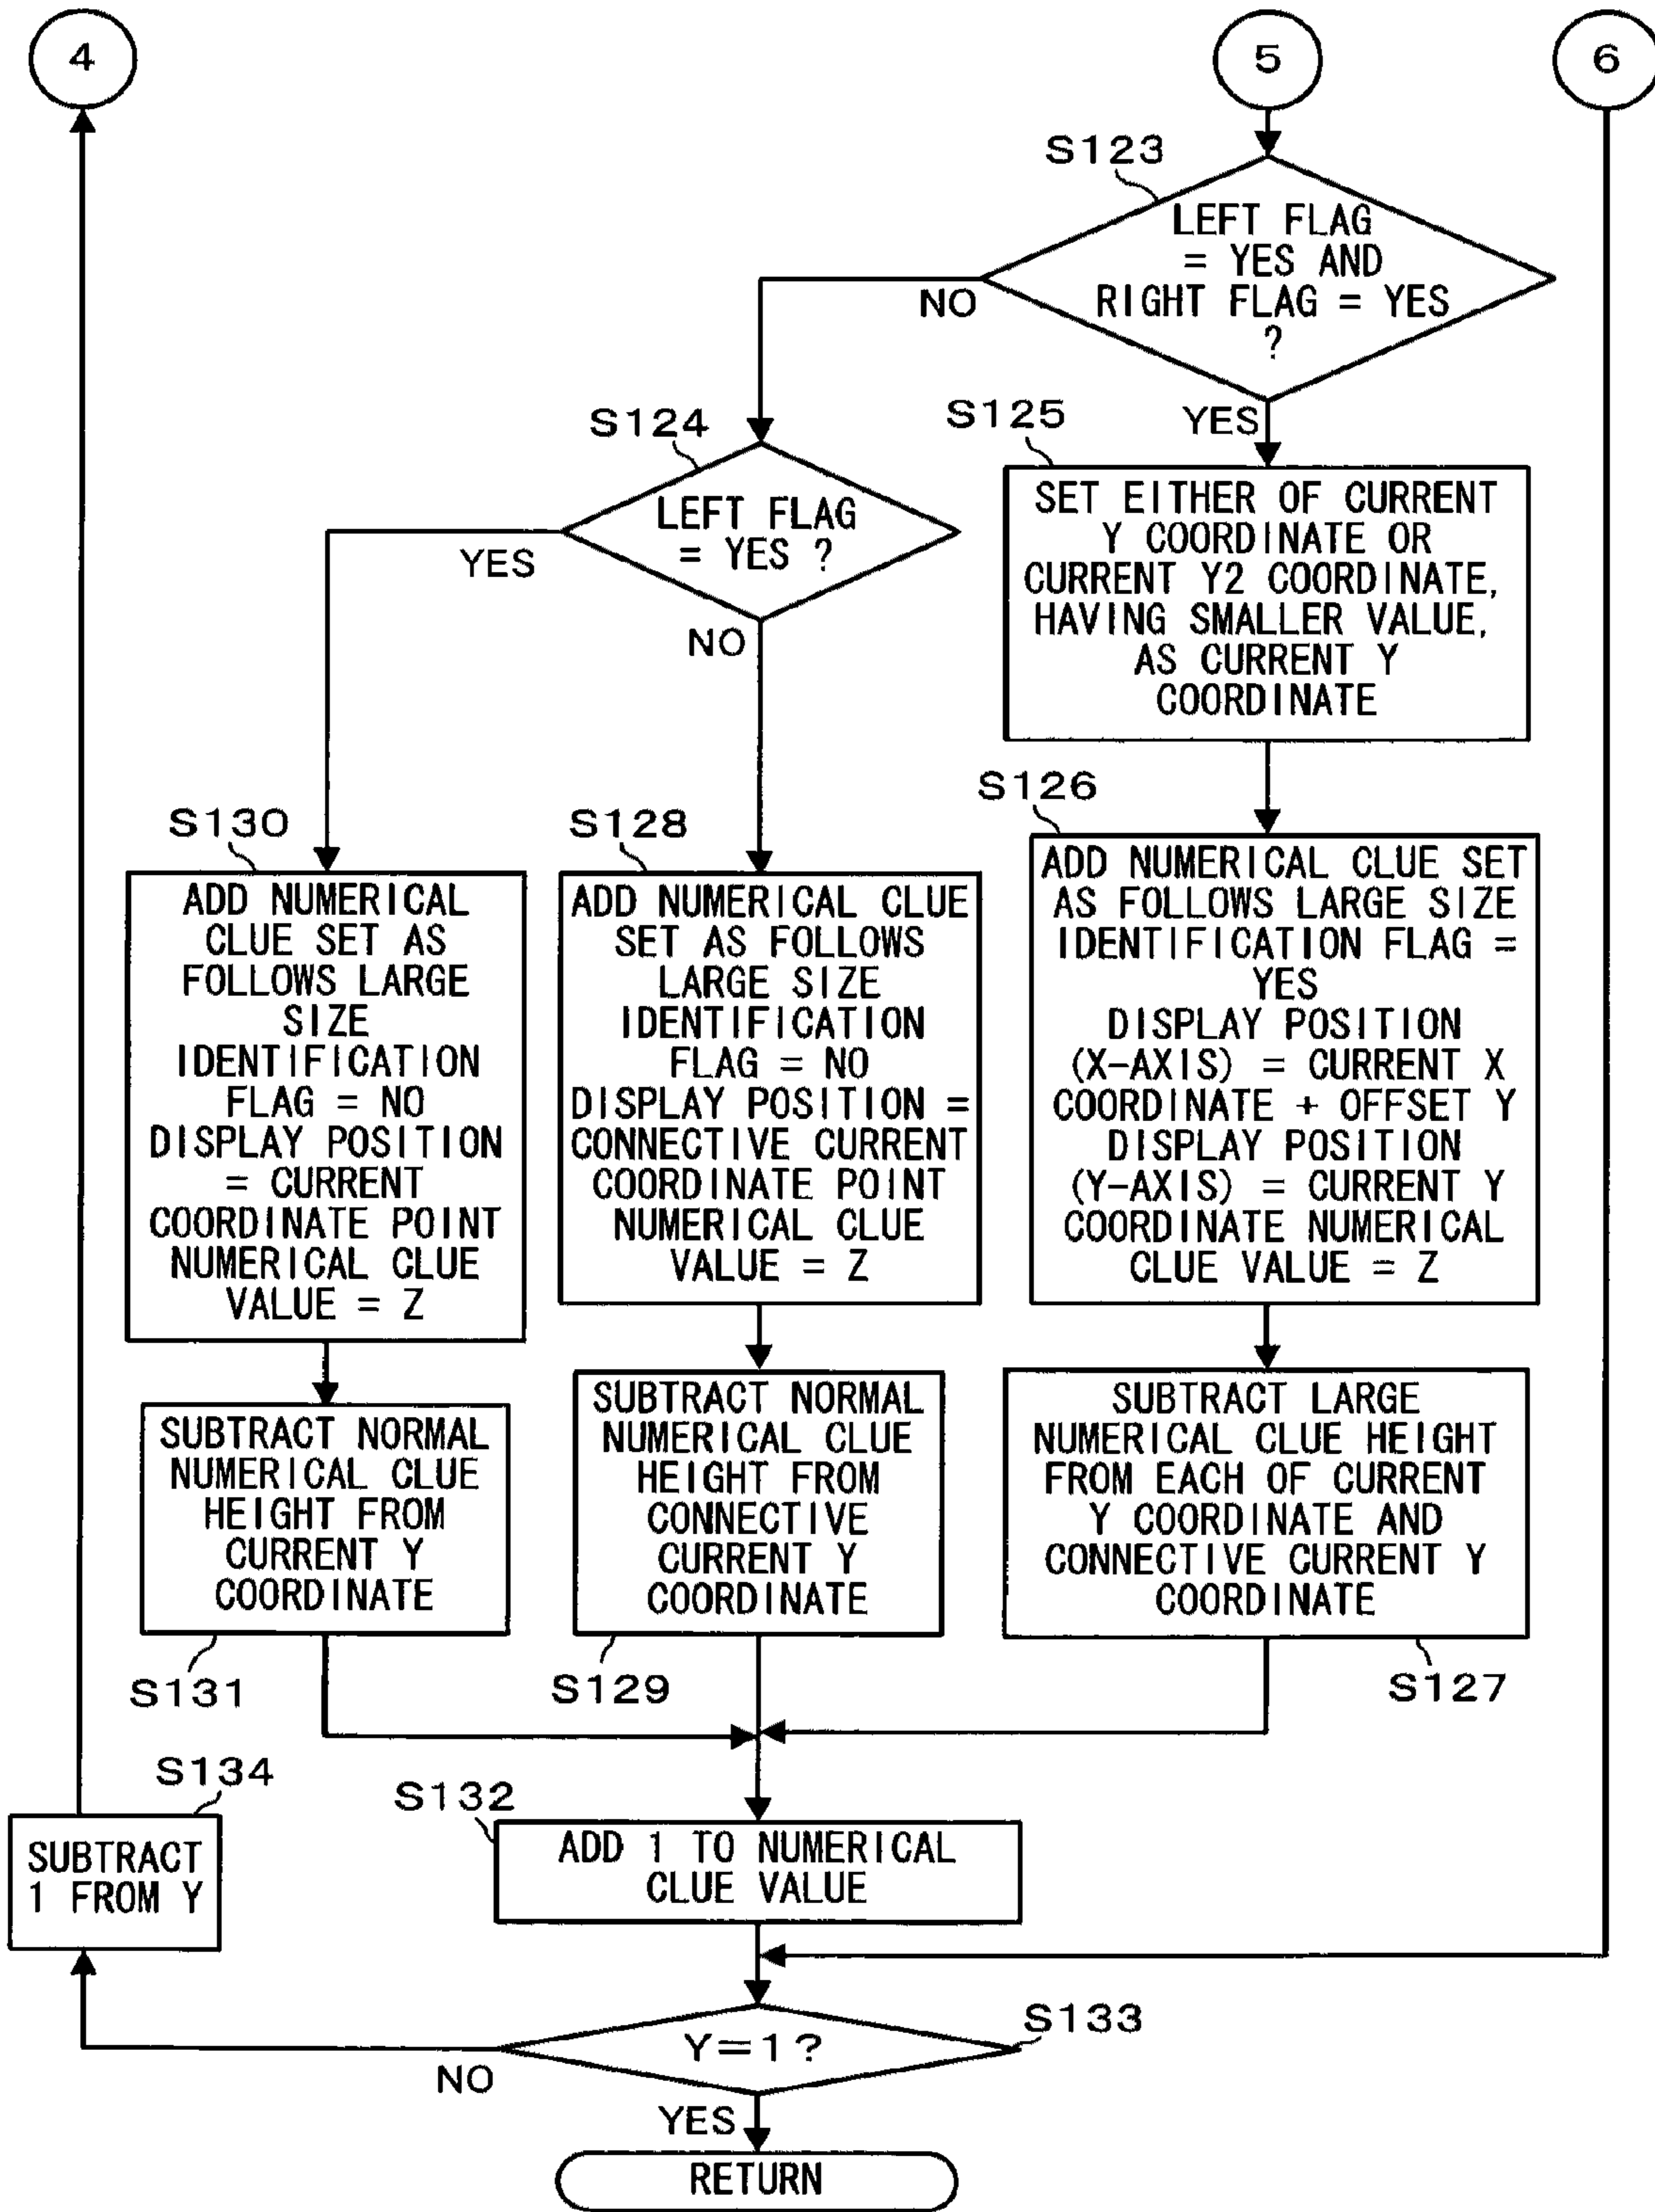 4
5
6
S123
LEFT FLAG
= YES AND
RIGHT FLAG = YES
?
NO
YES
S124
LEFT FLAG
= YES ?
YES
NO
S125
SET EITHER OF CURRENT
Y COORDINATE OR
CURRENT Y2 COORDINATE,
HAVING SMALLER VALUE,
AS CURRENT Y
COORDINATE
S130
ADD NUMERICAL
CLUE SET AS
FOLLOWS LARGE
SIZE
IDENTIFICATION
FLAG = NO
DISPLAY POSITION
= CURRENT
COORDINATE POINT
NUMERICAL CLUE
VALUE = Z
S128
ADD NUMERICAL CLUE
SET AS FOLLOWS
LARGE SIZE
IDENTIFICATION
FLAG = NO
DISPLAY POSITION =
CONNECTIVE CURRENT
COORDINATE POINT
NUMERICAL CLUE
VALUE = Z
S126
ADD NUMERICAL CLUE SET
AS FOLLOWS LARGE SIZE
IDENTIFICATION FLAG =
YES
DISPLAY POSITION
(X-AXIS) = CURRENT X
COORDINATE + OFFSET Y
DISPLAY POSITION
(Y-AXIS) = CURRENT Y
COORDINATE NUMERICAL
CLUE VALUE = Z
SUBTRACT NORMAL
NUMERICAL CLUE
HEIGHT FROM
CURRENT Y
COORDINATE
S131
SUBTRACT NORMAL
NUMERICAL CLUE
HEIGHT FROM
CONNECTIVE
CURRENT Y
COORDINATE
S129
SUBTRACT LARGE
NUMERICAL CLUE HEIGHT
FROM EACH OF CURRENT
Y COORDINATE AND
CONNECTIVE CURRENT Y
COORDINATE
S127
S134
SUBTRACT
1 FROM Y
S132
ADD 1 TO NUMERICAL
CLUE VALUE
S133
Y=1?
NO
YES
RETURN